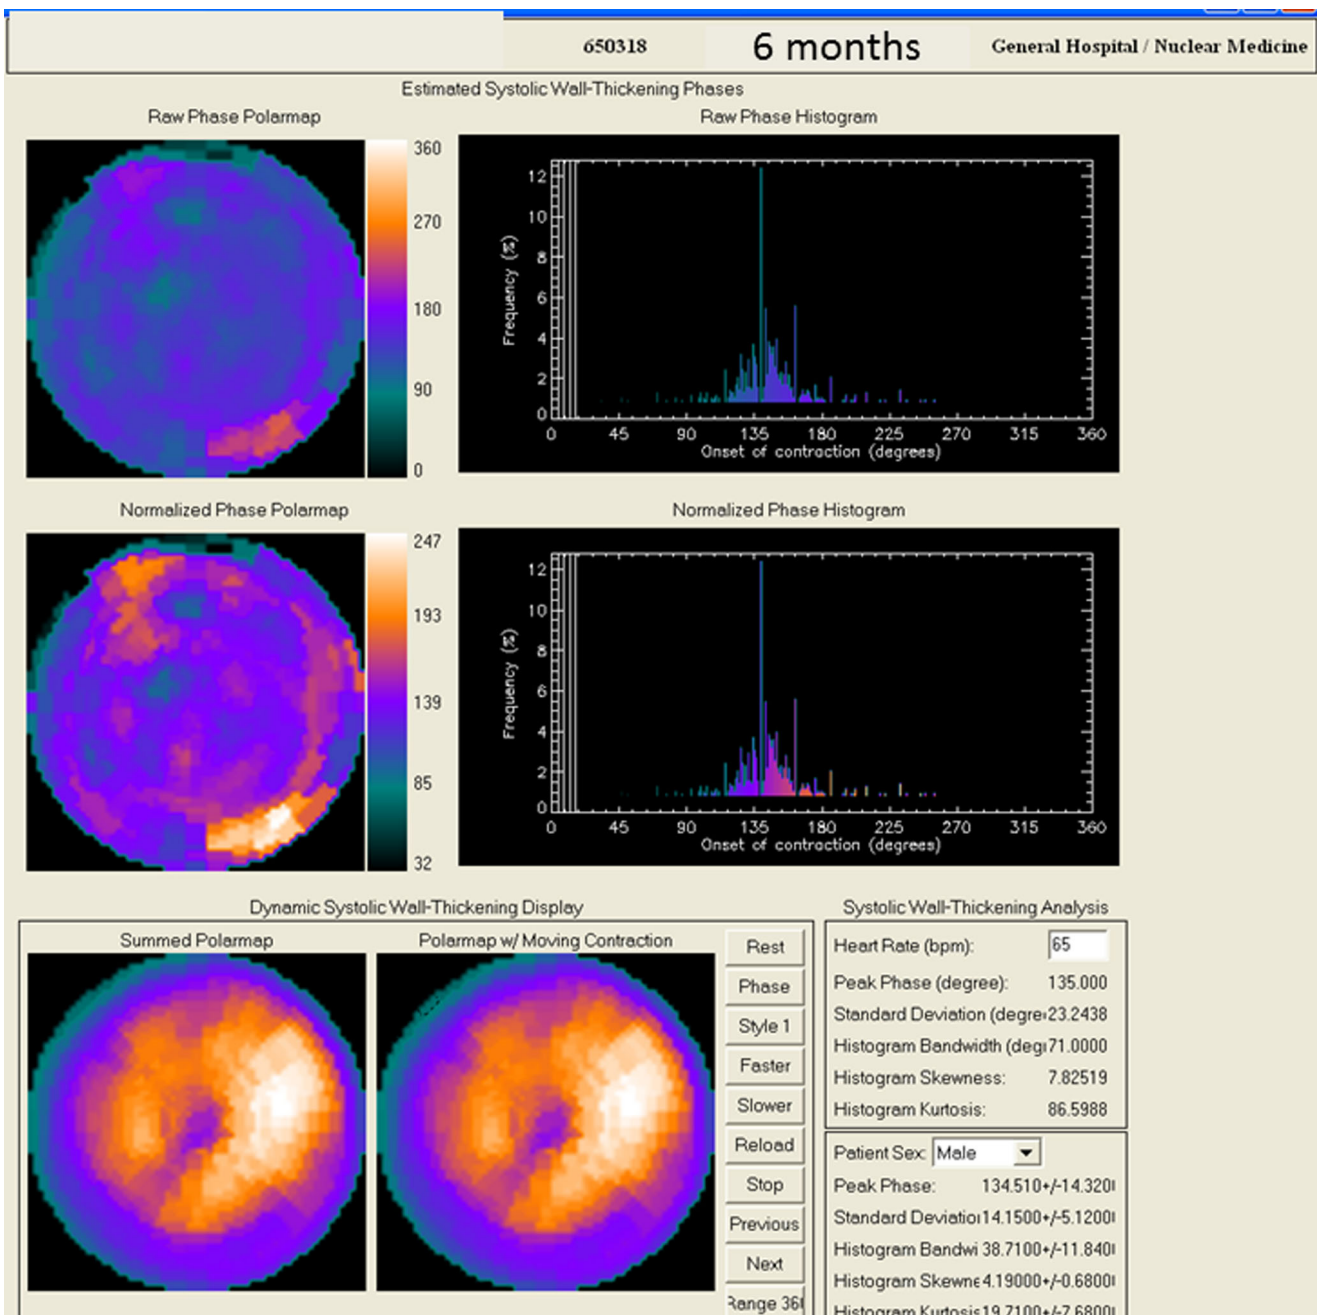 650318 6 months General Hospital / Nuclear Medicine
Estimated Systolic Wall-Thickening Phases
Raw Phase Polarmap Raw Phase Histogram
360
270
180
90
0
Frequency (%)
12
10
8
6
4
2
0
0 45 90 135 180 225 270 315 360
Onset of contraction (degrees)
Normalized Phase Polarmap Normalized Phase Histogram
247
193
139
85
32
Frequency (%)
12
10
8
6
4
2
0
0 45 90 135 180 225 270 315 360
Onset of contraction (degrees)
Dynamic Systolic Wall-Thickening Display
Summed Polarmap Polarmap w/ Moving Contraction
Rest
Phase
Style 1
Faster
Slower
Reload
Stop
Previous
Next
Range 36
Systolic Wall-Thickening Analysis
Heart Rate (bpm): 65
Peak Phase (degree): 135.000
Standard Deviation (degre 23.2438
Histogram Bandwidth (deg 71.0000
Histogram Skewness: 7.82519
Histogram Kurtosis: 86.5988
Patient Sex: Male
Peak Phase: 134.510+/-14.320
Standard Deviatio 14.1500+/-5.1200
Histogram Bandwi 38.7100+/-11.840
Histogram Skewne 4.19000+/-0.6800
Histogram Kurtosis 19.7100+/-7.6800